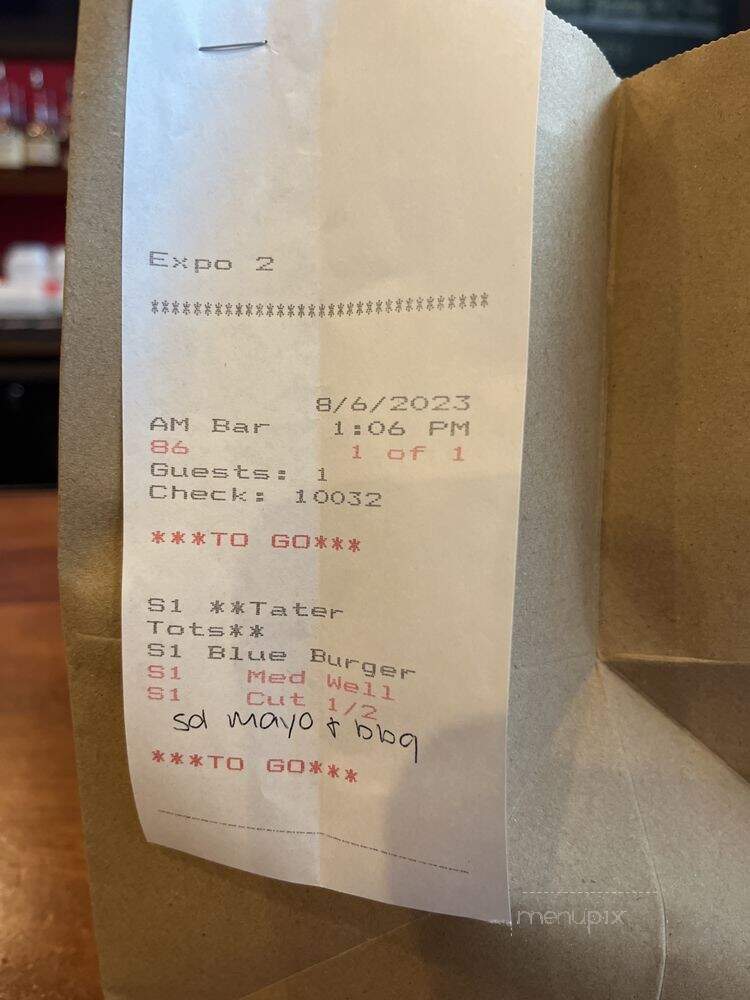 Expo 2
********************************
8/6/2023
AM Bar 1:06 PM
86 1 of 1
Guests: 1
Check: 10032
***TO GO***
S1 **Tater
Tots**
S1 Blue Burger
S1 Med Well
S1 Cut 1/2
sd mayo + bbq
***TO GO***
menupix